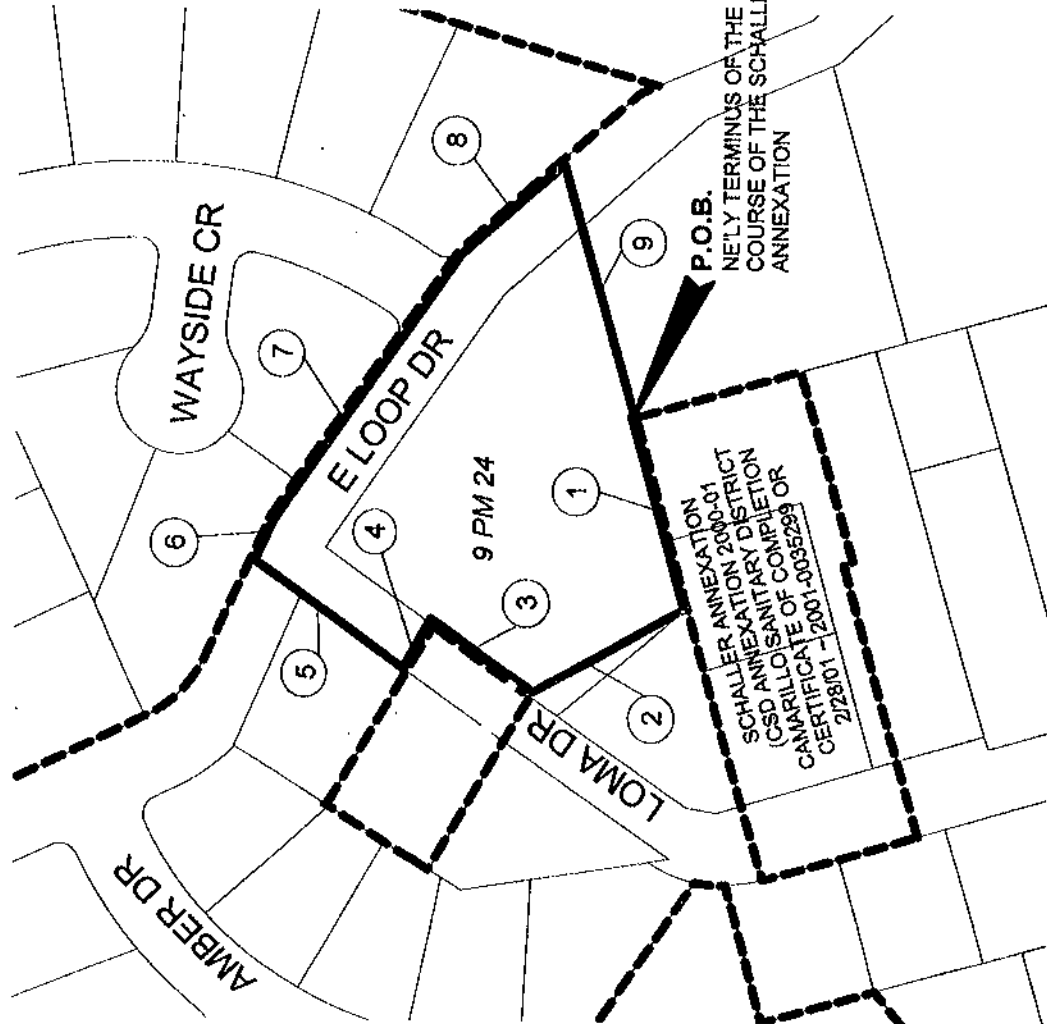 WAYSIDE CR
8
7
6
E LOOP DR
9
P.O.B.
NE'LY TERMINUS OF THE
COURSE OF THE
ANNEXATION
4
9 PM 24
1
3
5
2
LOMA DR
AMBER DR
SCHALLER ANNEXATION
SCHALLER ANNEXATION 2000-01
(CSD ANNEXATION DISTRICT
CAMARILLO SANITARY
CERTIFICATE OF COMPLETION
2001-0035299 OR
2/28/01